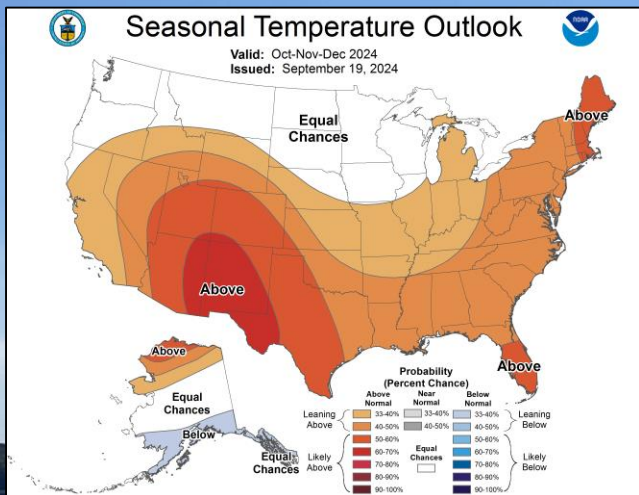 Seasonal Temperature Outlook
NOAA
Valid: Oct-Nov-Dec 2024
Issued: September 19, 2024
Equal
Chances
Above
Above
Above
Above
Equal
Chances
Below
Equal
Chances
Probability
(Percent Chance)
Above
Normal
Near
Normal
Below
Normal
Leaning
Above
33-40%
33-40%
33-40%
Leaning
Below
40-50%
40-50%
40-50%
Likely
Above
50-60%
Equal
Chances
50-60%
Likely
Below
60-70%
60-70%
70-80%
70-80%
80-90%
80-90%
90-100%
90-100%